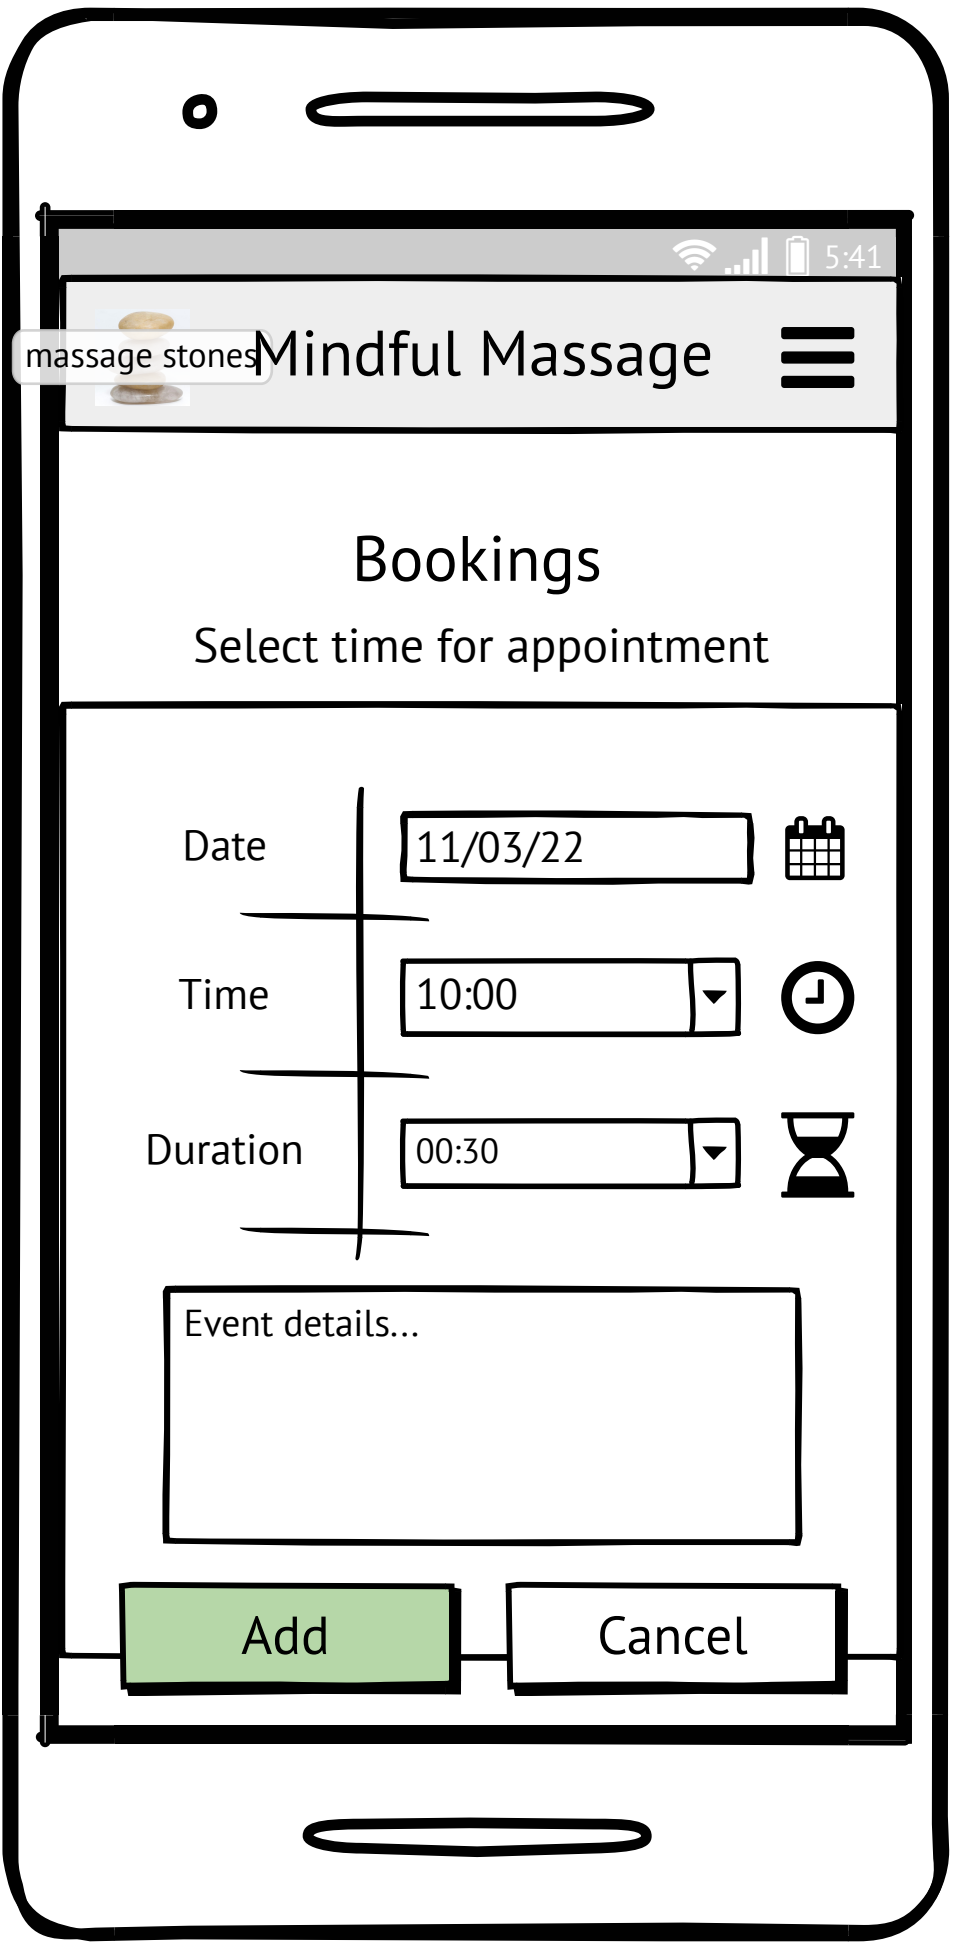 5:41
massage stones
Mindful Massage
Bookings
Select time for appointment
Date 11/03/22
Time 10:00
Duration 00:30
Event details...
Add Cancel